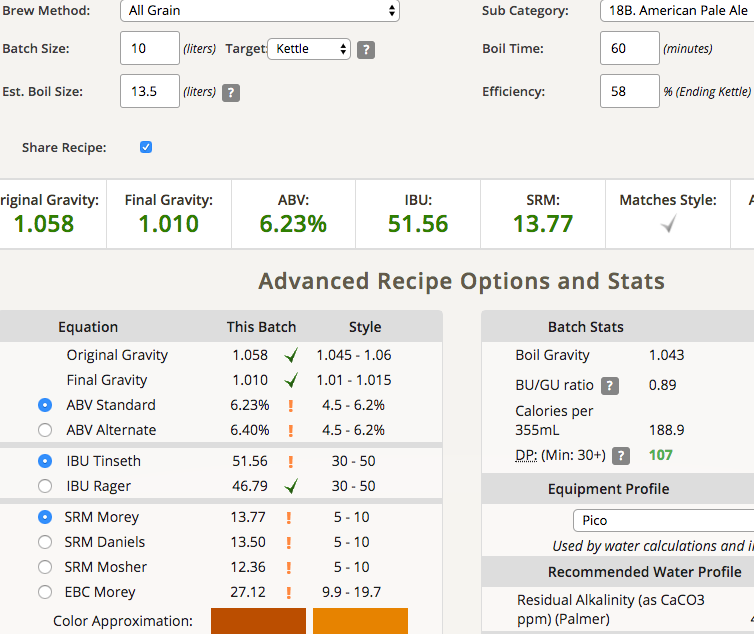 Brew Method: All Grain Sub Category: 18B. American Pale Ale
Batch Size: 10 (liters) Target: Kettle ? Boil Time: 60 (minutes)
Est. Boil Size: 13.5 (liters) ? Efficiency: 58 % (Ending Kettle)
Share Recipe:
riginal Gravity: Final Gravity: ABV: IBU: SRM: Matches Style: A
1.058 1.010 6.23% 51.56 13.77
Advanced Recipe Options and Stats
Equation This Batch Style
Original Gravity 1.058 1.045 - 1.06
Final Gravity 1.010 1.01 - 1.015
ABV Standard 6.23% ! 4.5 - 6.2%
ABV Alternate 6.40% ! 4.5 - 6.2%
IBU Tinseth 51.56 ! 30 - 50
IBU Rager 46.79 30 - 50
SRM Morey 13.77 ! 5 - 10
SRM Daniels 13.50 ! 5 - 10
SRM Mosher 12.36 ! 5 - 10
EBC Morey 27.12 ! 9.9 - 19.7
Color Approximation:
Batch Stats
Boil Gravity 1.043
BU/GU ratio ? 0.89
Calories per
355mL 188.9
DP: (Min: 30+) ? 107
Equipment Profile
Pico
Used by water calculations and i
Recommended Water Profile
Residual Alkalinity (as CaCO3
ppm) (Palmer)